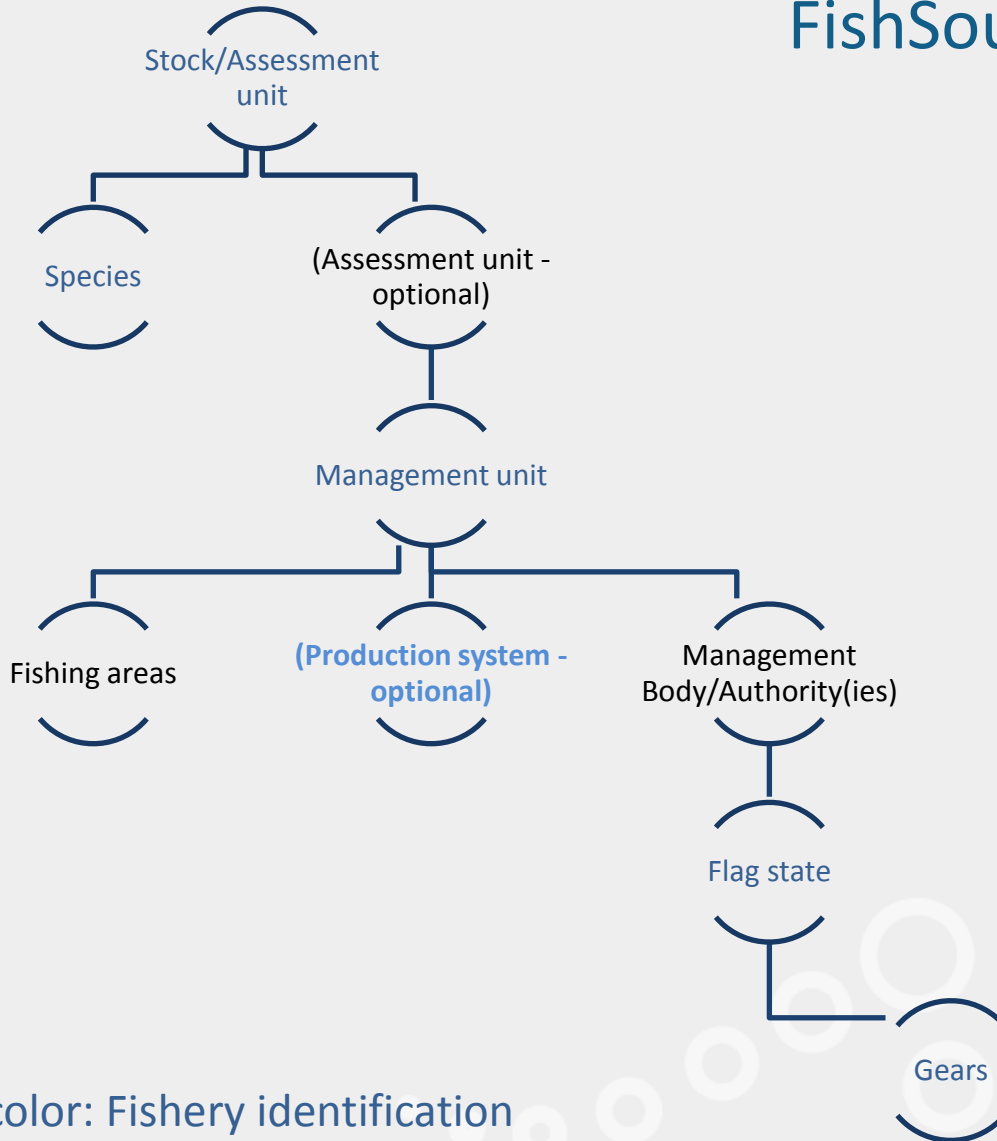 FishSou
Stock/Assessment
unit
Species
(Assessment unit -
optional)
Management unit
Fishing areas
(Production system -
optional)
Management
Body/Authority(ies)
Flag state
Gears
color: Fishery identification